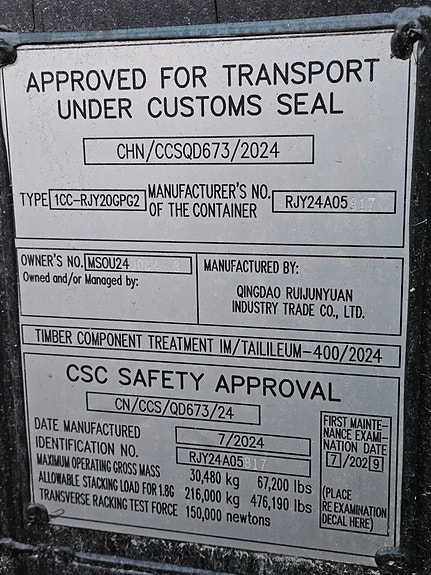 APPROVED FOR TRANSPORT
UNDER CUSTOMS SEAL
CHN/CCSQD673/2024
TYPE 1CC-RJY20GPG2
MANUFACTURER'S NO.
OF THE CONTAINER
RJY24A05817
OWNER'S NO. MSOU24
Owned and/or Managed by:
MANUFACTURED BY:
QINGDAO RUIJUNYUAN
INDUSTRY TRADE CO., LTD.
TIMBER COMPONENT TREATMENT IM/TAILILEUM-400/2024
CSC SAFETY APPROVAL
CN/CCS/QD673/24
DATE MANUFACTURED 7/2024
IDENTIFICATION NO. RJY24A05817
MAXIMUM OPERATING GROSS MASS 30,480 kg 67,200 lbs
ALLOWABLE STACKING LOAD FOR 1.8G 216,000 kg 476,190 lbs
TRANSVERSE RACKING TEST FORCE 150,000 newtons
FIRST MAINTE-
NANCE EXAMI-
NATION DATE
7/2029
(PLACE
RE EXAMINATION
DECAL HERE)